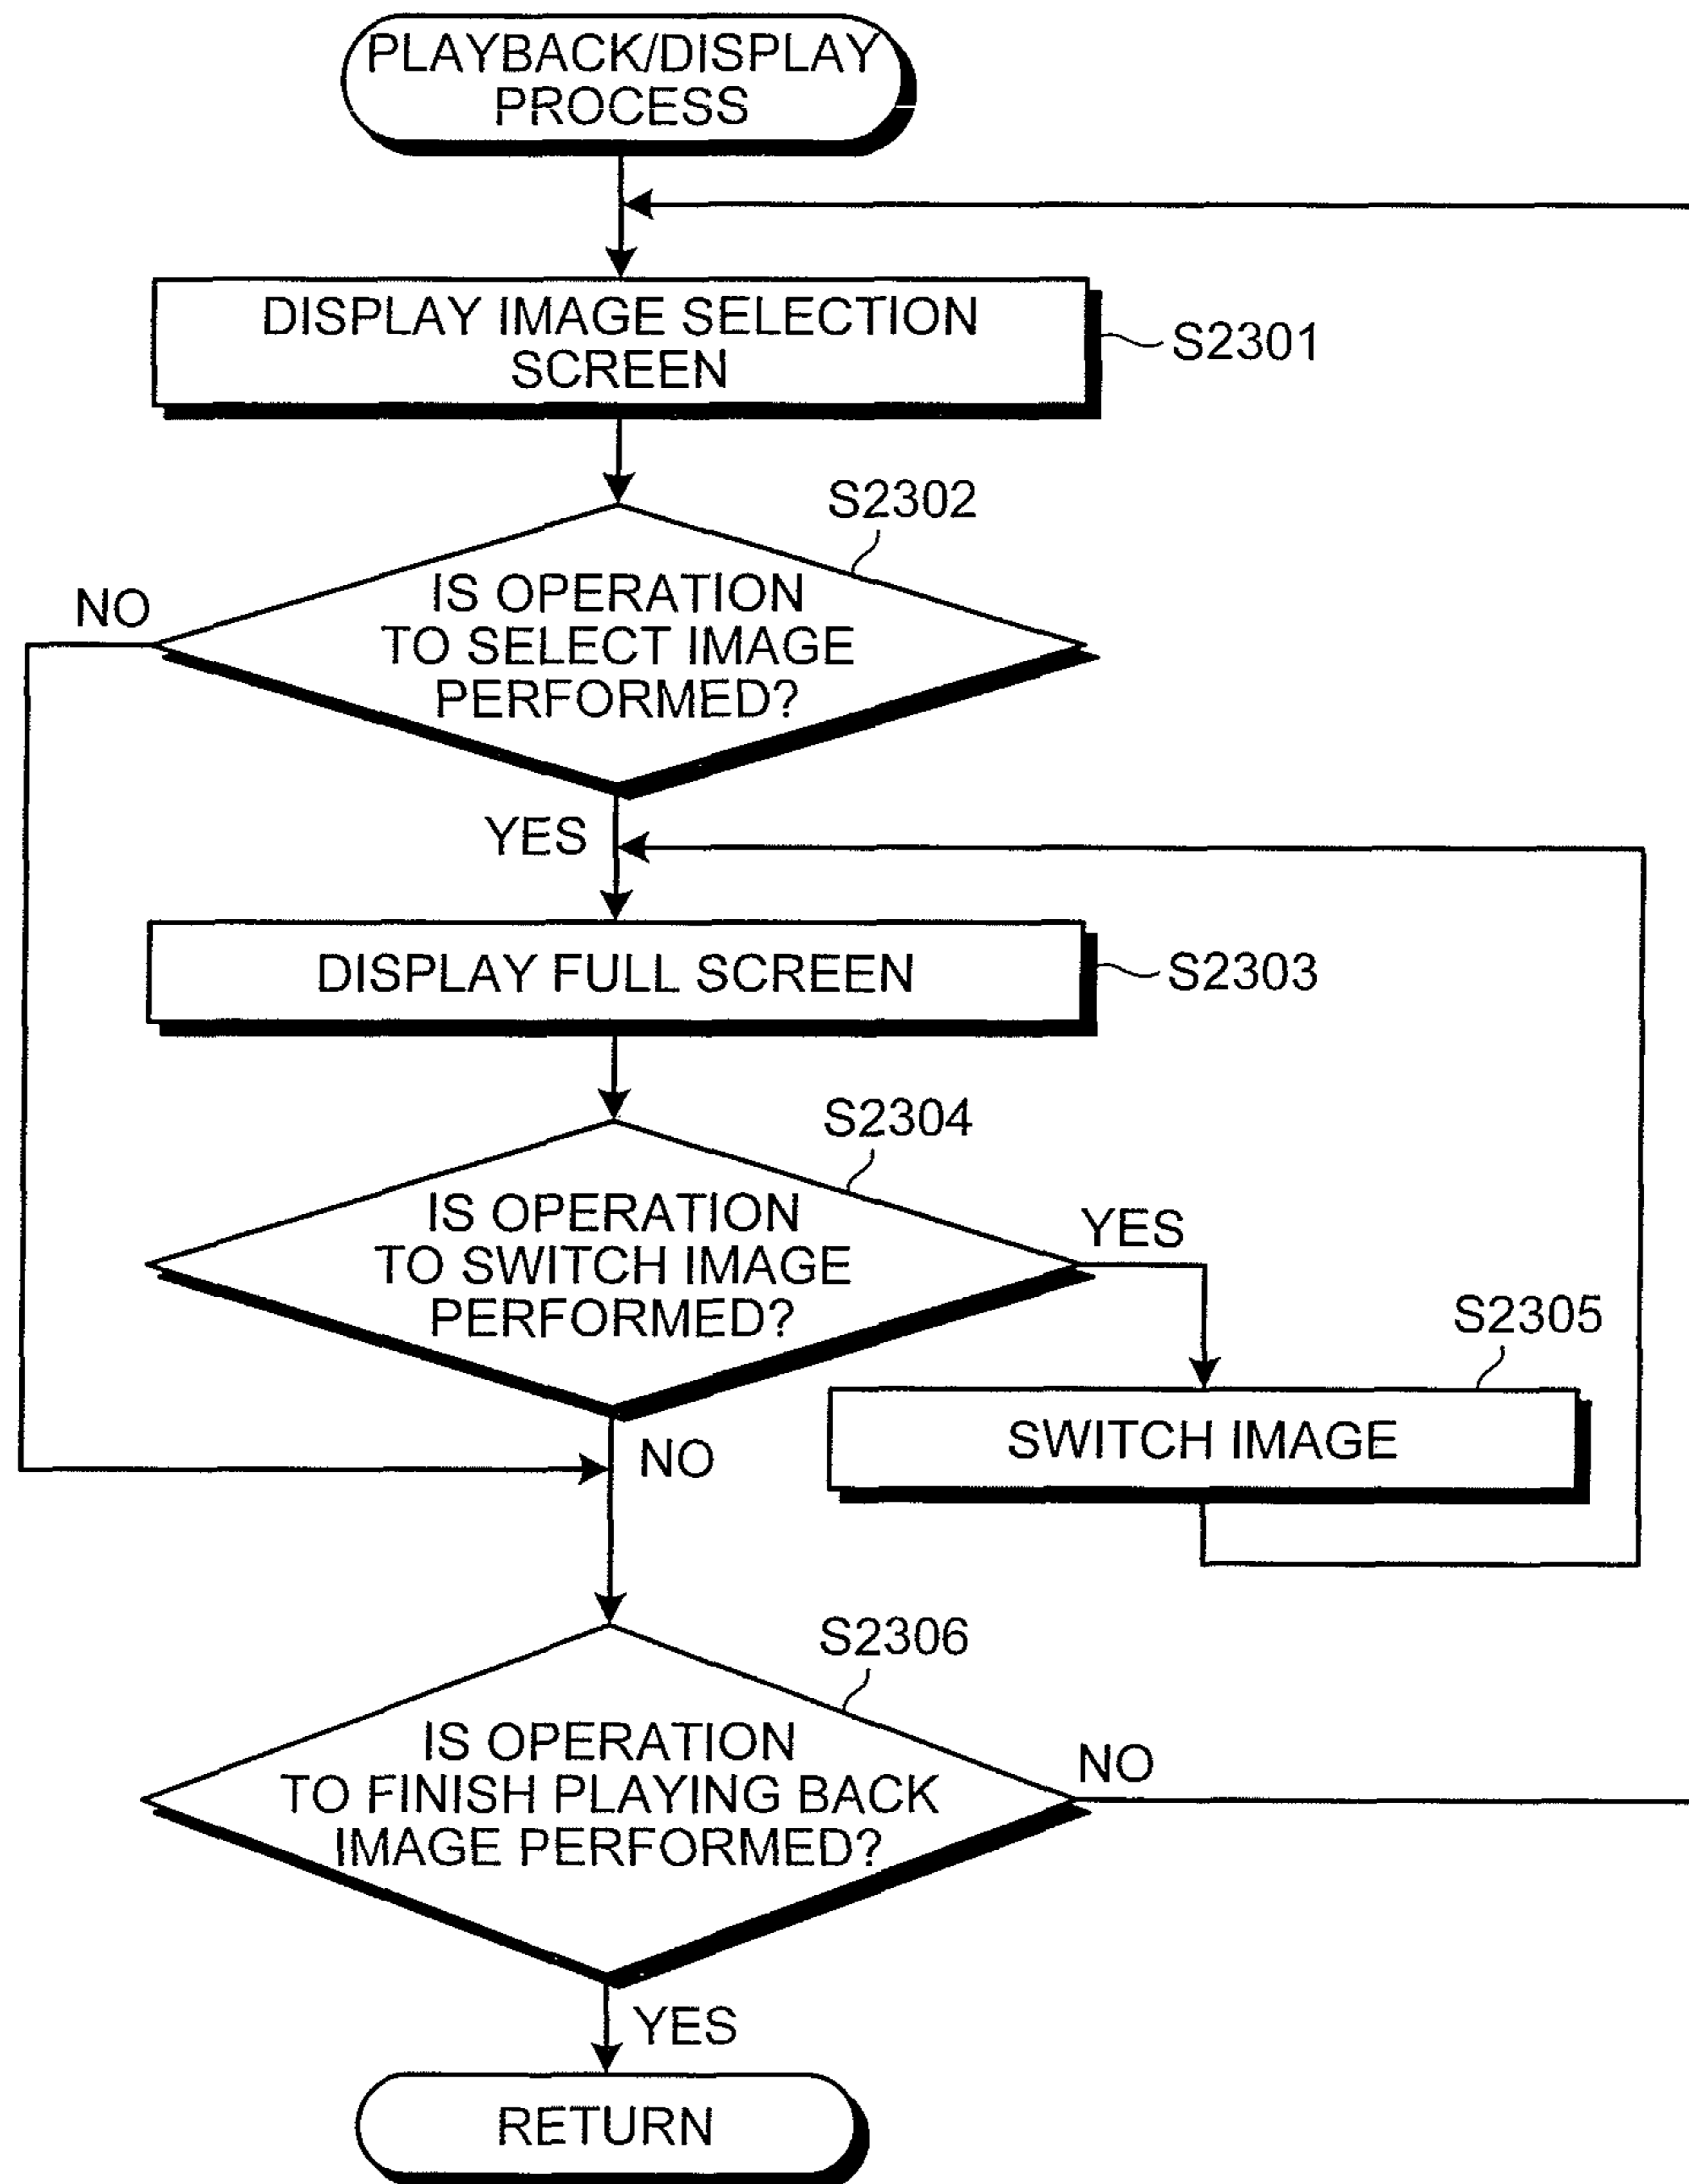 PLAYBACK/DISPLAY
PROCESS
DISPLAY IMAGE SELECTION
SCREEN
S2301
S2302
NO
IS OPERATION
TO SELECT IMAGE
PERFORMED?
YES
DISPLAY FULL SCREEN
S2303
S2304
IS OPERATION
TO SWITCH IMAGE
PERFORMED?
YES
S2305
SWITCH IMAGE
NO
S2306
IS OPERATION
TO FINISH PLAYING BACK
IMAGE PERFORMED?
NO
YES
RETURN